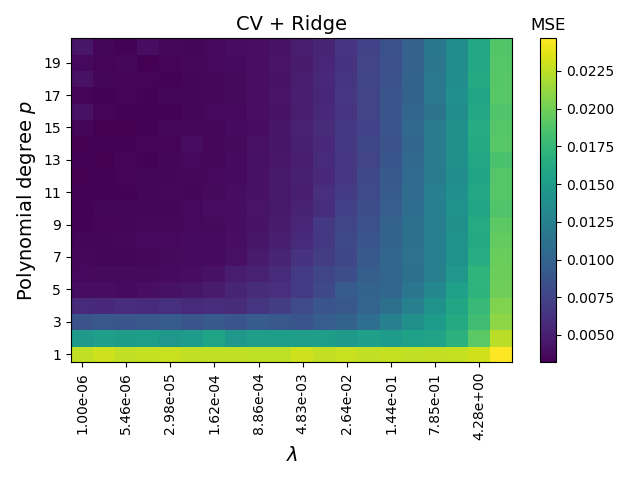 CV + Ridge
MSE
Polynomial degree p
19
17
15
13
11
9
7
5
3
1
1.00e-06
5.46e-06
2.98e-05
1.62e-04
8.86e-04
4.83e-03
2.64e-02
1.44e-01
7.85e-01
4.28e+00
λ
0.0225
0.0200
0.0175
0.0150
0.0125
0.0100
0.0075
0.0050